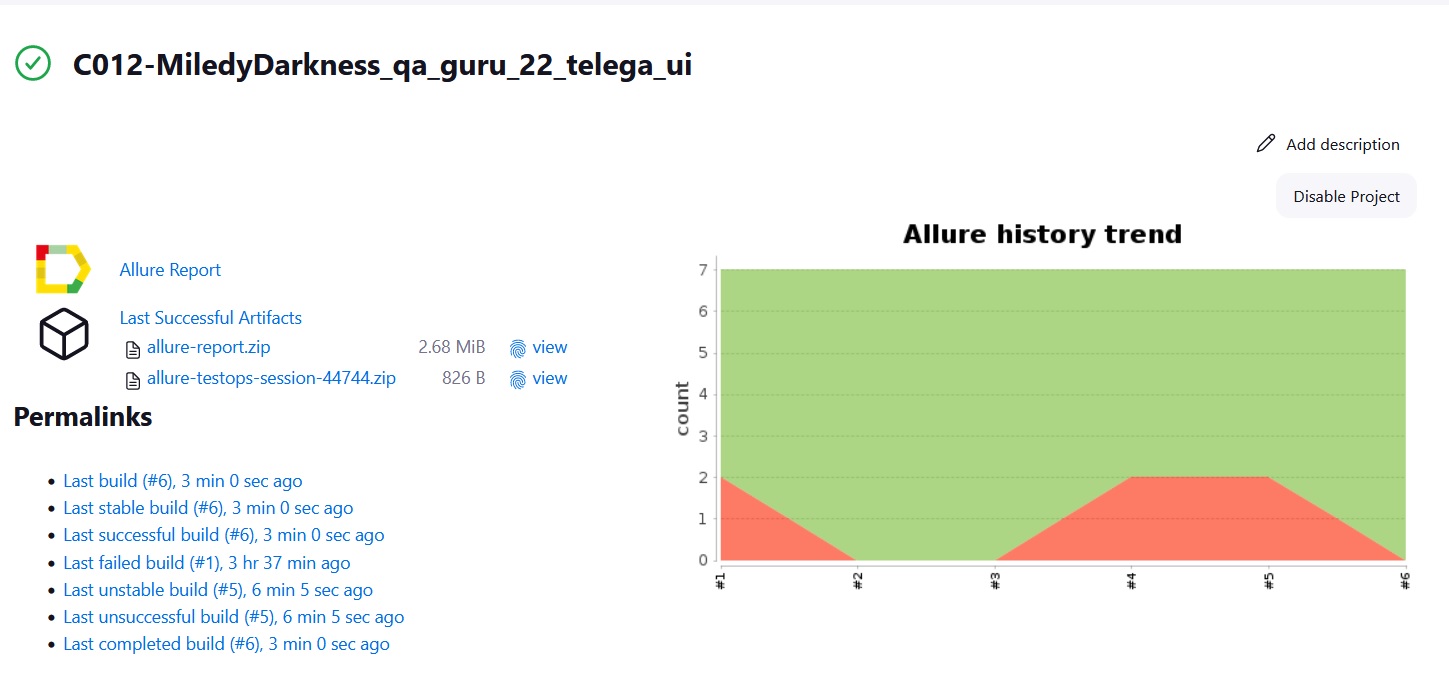 C012-MiledyDarkness_qa_guru_22_telega_ui
Add description
Disable Project
Allure Report
Last Successful Artifacts
allure-report.zip 2.68 MiB view
allure-testops-session-44744.zip 826 B view
Permalinks
Last build (#6), 3 min 0 sec ago
Last stable build (#6), 3 min 0 sec ago
Last successful build (#6), 3 min 0 sec ago
Last failed build (#1), 3 hr 37 min ago
Last unstable build (#5), 6 min 5 sec ago
Last unsuccessful build (#5), 6 min 5 sec ago
Last completed build (#6), 3 min 0 sec ago
Allure history trend
count
7
6
5
4
3
2
1
0
#1 #2 #3 #4 #5 #6